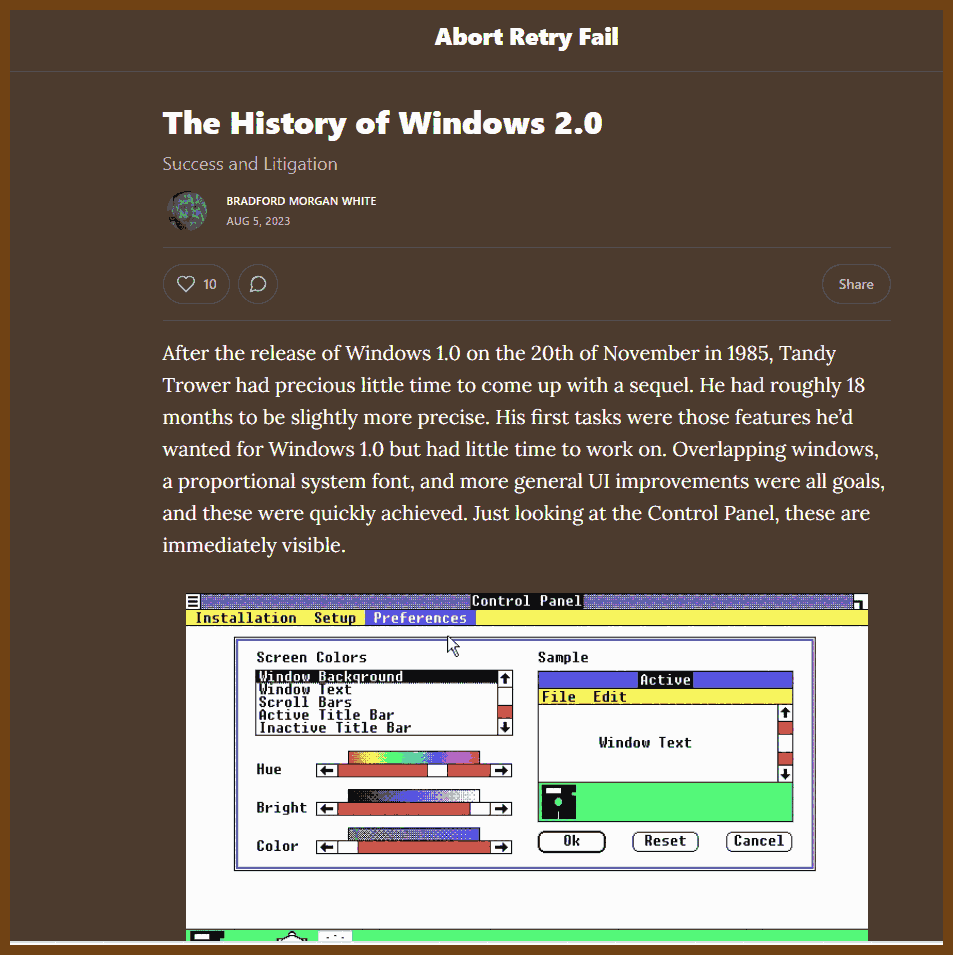 Abort Retry Fail
The History of Windows 2.0
Success and Litigation
BRADFORD MORGAN WHITE
AUG 5, 2023
10
Share
After the release of Windows 1.0 on the 20th of November in 1985, Tandy
Trower had precious little time to come up with a sequel. He had roughly 18
months to be slightly more precise. His first tasks were those features he’d
wanted for Windows 1.0 but had little time to work on. Overlapping windows,
a proportional system font, and more general UI improvements were all goals,
and these were quickly achieved. Just looking at the Control Panel, these are
immediately visible.
Control Panel
Installation Setup Preferences
Screen Colors
Window Background
Window Text
Scroll Bars
Active Title Bar
Inactive Title Bar
Hue
Bright
Color
Sample
Active
File Edit
Window Text
Ok Reset Cancel